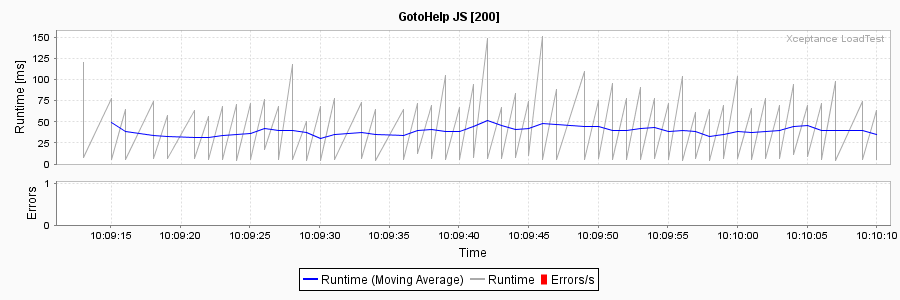 GotoHelp JS [200]
Xceptance LoadTest
Runtime [ms]
150
125
100
75
50
25
0
Errors
1
0
10:09:15 10:09:20 10:09:25 10:09:30 10:09:35 10:09:40 10:09:45 10:09:50 10:09:55 10:10:00 10:10:05 10:10:10
Time
Runtime (Moving Average) Runtime Errors/s